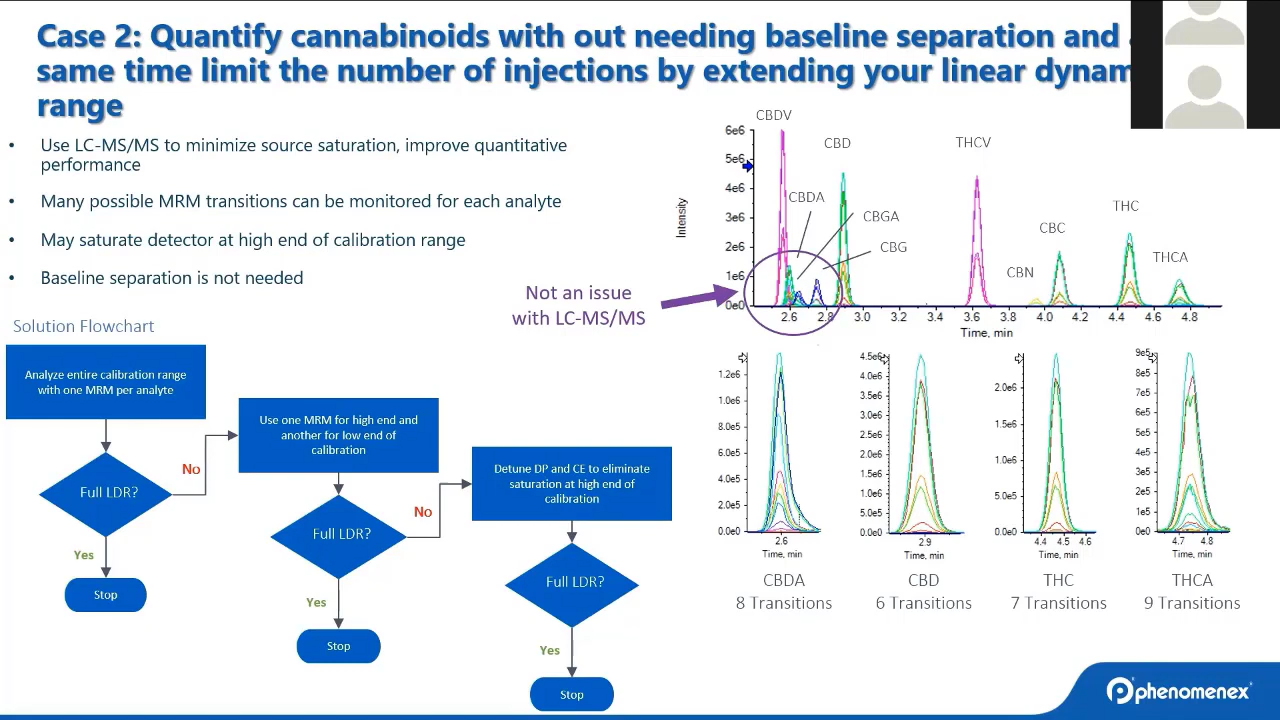 Case 2: Quantify cannabinoids with out needing baseline separation and
same time limit the number of injections by extending your linear dynam
range
• Use LC-MS/MS to minimize source saturation, improve quantitative
performance
• Many possible MRM transitions can be monitored for each analyte
• May saturate detector at high end of calibration range
• Baseline separation is not needed
Solution Flowchart
Analyze entire calibration range
with one MRM per analyte
Full LDR?
No
Yes
Stop
Use one MRM for high end and
another for low end of
calibration
Full LDR?
No
Yes
Stop
Detune DP and CE to eliminate
saturation at high end of
calibration
Full LDR?
Yes
Stop
Not an issue
with LC-MS/MS
CBDV
CBD
THCV
CBDA
CBGA
CBG
CBN
CBC
THC
THCA
Intensity
6e6
5e6
4e6
3e6
2e6
1e6
0e0
2.6 2.8 3.0 3.2 3.4 3.6 3.8 4.0 4.2 4.4 4.6 4.8
Time, min
1.2e6
1.0e6
8.0e5
6.0e5
4.0e5
2.0e5
0.0e0
2.6
Time, min
CBDA
8 Transitions
4.5e6
4.0e6
3.5e6
3.0e6
2.5e6
2.0e6
1.5e6
1.0e6
5.0e5
0.0e0
2.9
Time, min
CBD
6 Transitions
2.0e6
1.5e6
1.0e6
5.0e5
0.0e0
4.4 4.5 4.6
Time, min
THC
7 Transitions
9e5
8e5
7e5
6e5
5e5
4e5
3e5
2e5
1e5
0e0
4.7 4.8
Time, min
THCA
9 Transitions
phenomenex